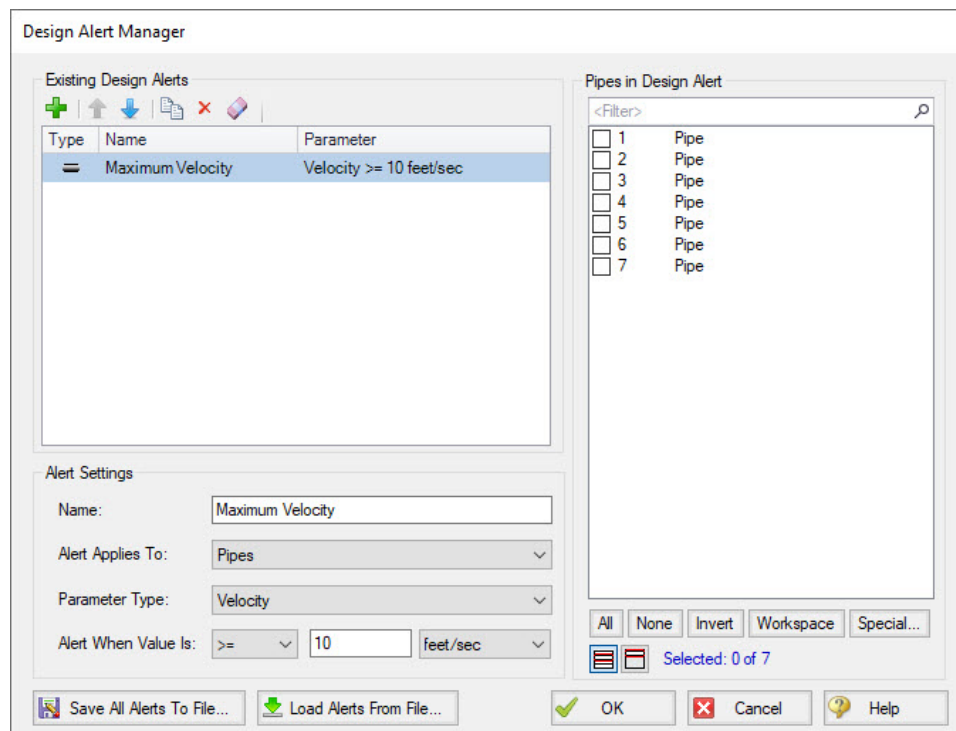 Design Alert Manager
Existing Design Alerts
Type Name Parameter
Maximum Velocity Velocity >= 10 feet/sec
Alert Settings
Name: Maximum Velocity
Alert Applies To: Pipes
Parameter Type: Velocity
Alert When Value Is: >= 10 feet/sec
Pipes in Design Alert
<Filter>
1 Pipe
2 Pipe
3 Pipe
4 Pipe
5 Pipe
6 Pipe
7 Pipe
All None Invert Workspace Special...
Selected: 0 of 7
Save All Alerts To File... Load Alerts From File... OK Cancel Help